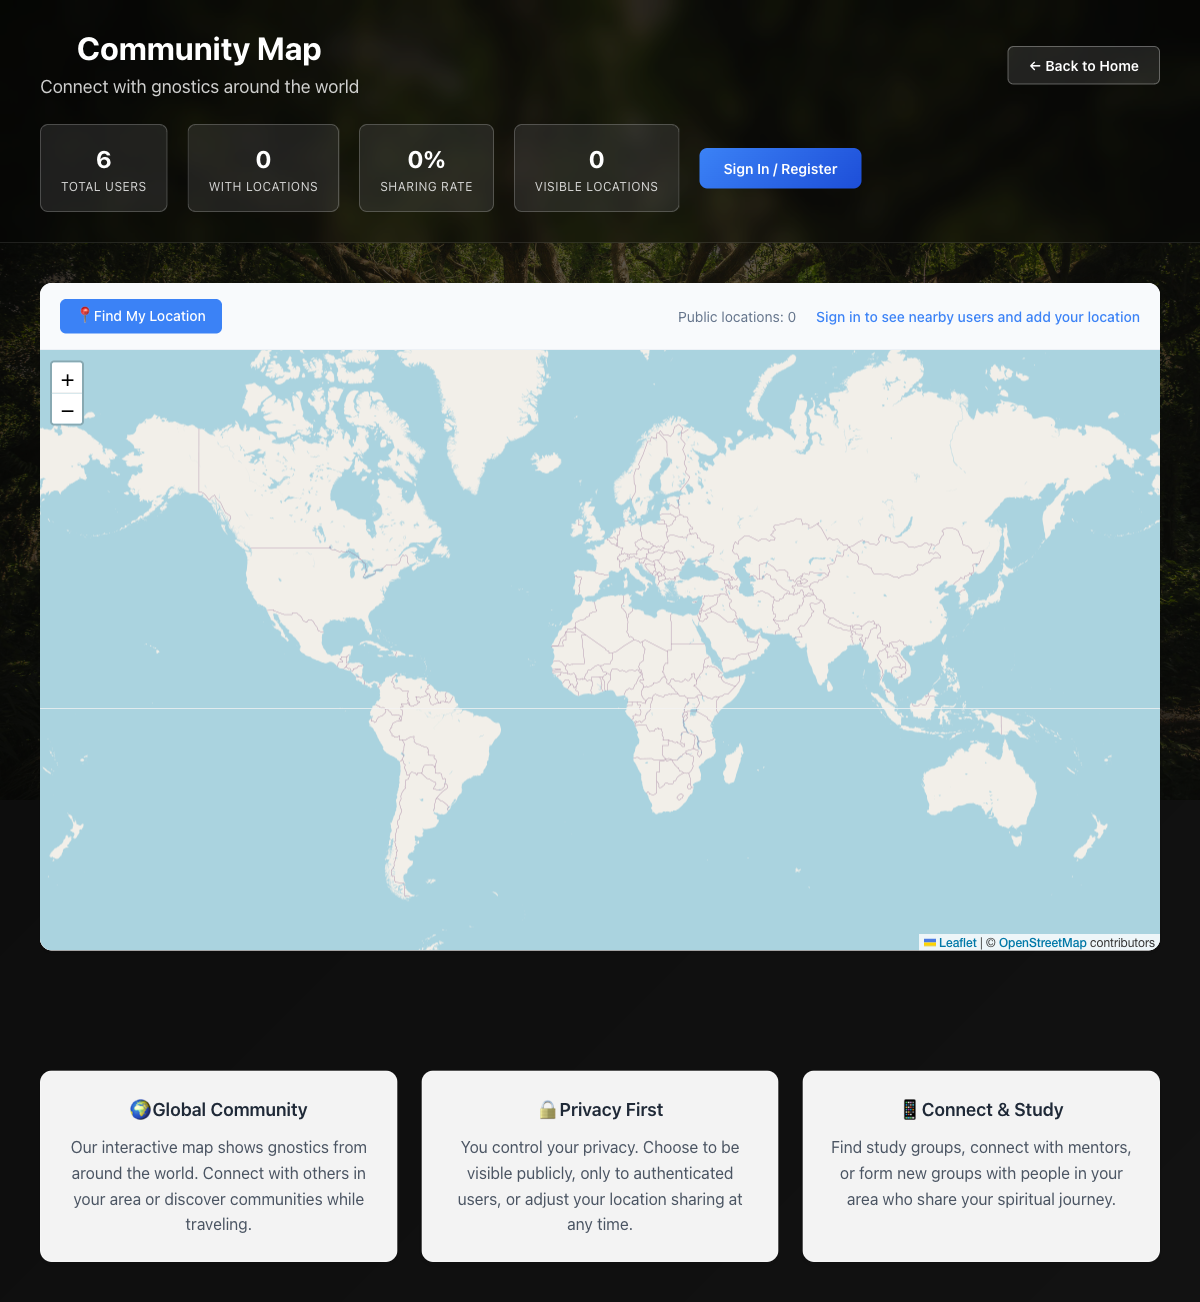 Community Map
Connect with gnostics around the world
← Back to Home
6
TOTAL USERS
0
WITH LOCATIONS
0%
SHARING RATE
0
VISIBLE LOCATIONS
Sign In / Register
📍Find My Location
Public locations: 0
Sign in to see nearby users and add your location
+
−
Leaflet | © OpenStreetMap contributors
🌍Global Community
Our interactive map shows gnostics from
around the world. Connect with others in
your area or discover communities while
traveling.
🔒Privacy First
You control your privacy. Choose to be
visible publicly, only to authenticated
users, or adjust your location sharing at
any time.
📱Connect & Study
Find study groups, connect with mentors,
or form new groups with people in your
area who share your spiritual journey.